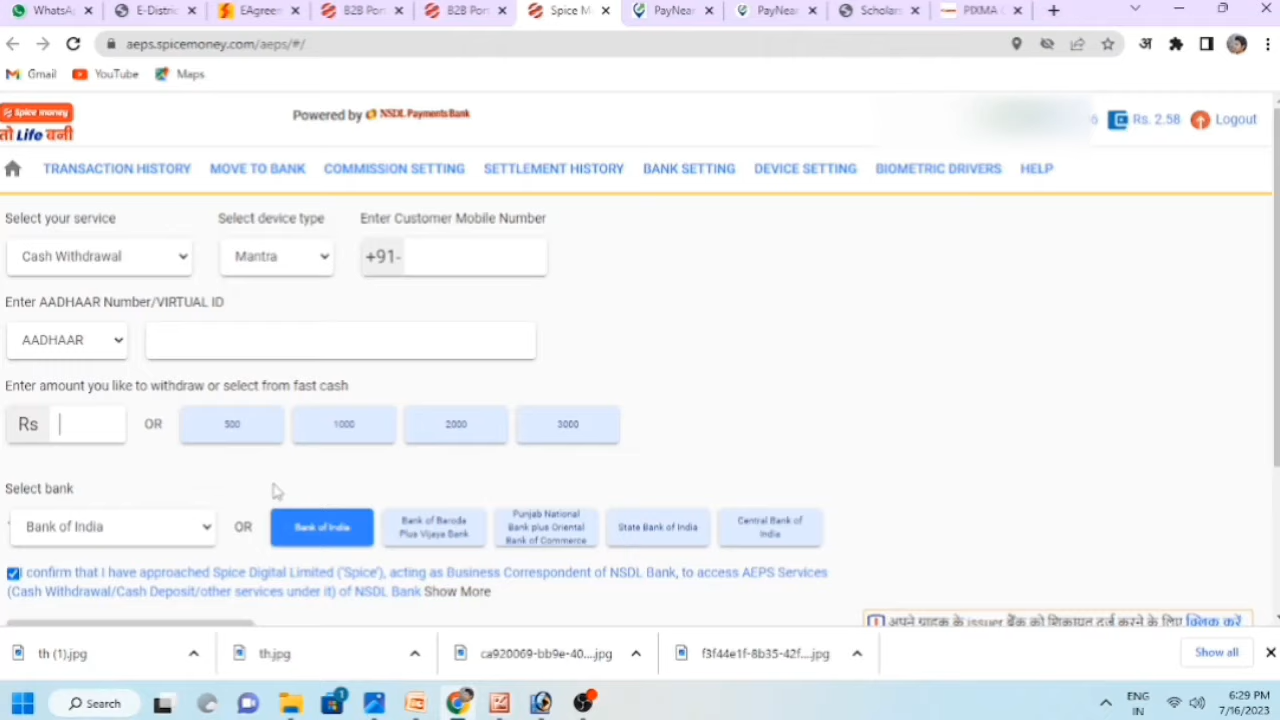 WhatsA
E-Distric
EAgreem
B2B Por
B2B Por
Spice Mo
PayNear
PayNear
Scholars
PIXMA G
aeps.spicemoney.com/aeps/#/
अ
Gmail YouTube Maps
Spice money
तो Life बनी
Powered by NSDL Payments Bank
6 Rs. 2.58 Logout
TRANSACTION HISTORY MOVE TO BANK COMMISSION SETTING SETTLEMENT HISTORY BANK SETTING DEVICE SETTING BIOMETRIC DRIVERS HELP
Select your service Select device type Enter Customer Mobile Number
Cash Withdrawal Mantra +91-
Enter AADHAAR Number/VIRTUAL ID
AADHAAR
Enter amount you like to withdraw or select from fast cash
Rs OR 500 1000 2000 3000
Select bank
Bank of India OR Bank of India
Bank of Baroda
Plus Vijaya Bank
Punjab National
Bank plus Oriental
Bank of Commerce
State Bank of India
Central Bank of
India
I confirm that I have approached Spice Digital Limited ('Spice'), acting as Business Correspondent of NSDL Bank, to access AEPS Services
(Cash Withdrawal/Cash Deposit/other services under it) of NSDL Bank Show More
अपने ग्राहक के issuer बैंक को शिकायत दर्ज करने के लिए क्लिक करें
th (1).jpg th.jpg ca920069-bb9e-40....jpg f3f44e1f-8b35-42f....jpg Show all
Search
1
ENG
IN
6:29 PM
7/16/2023